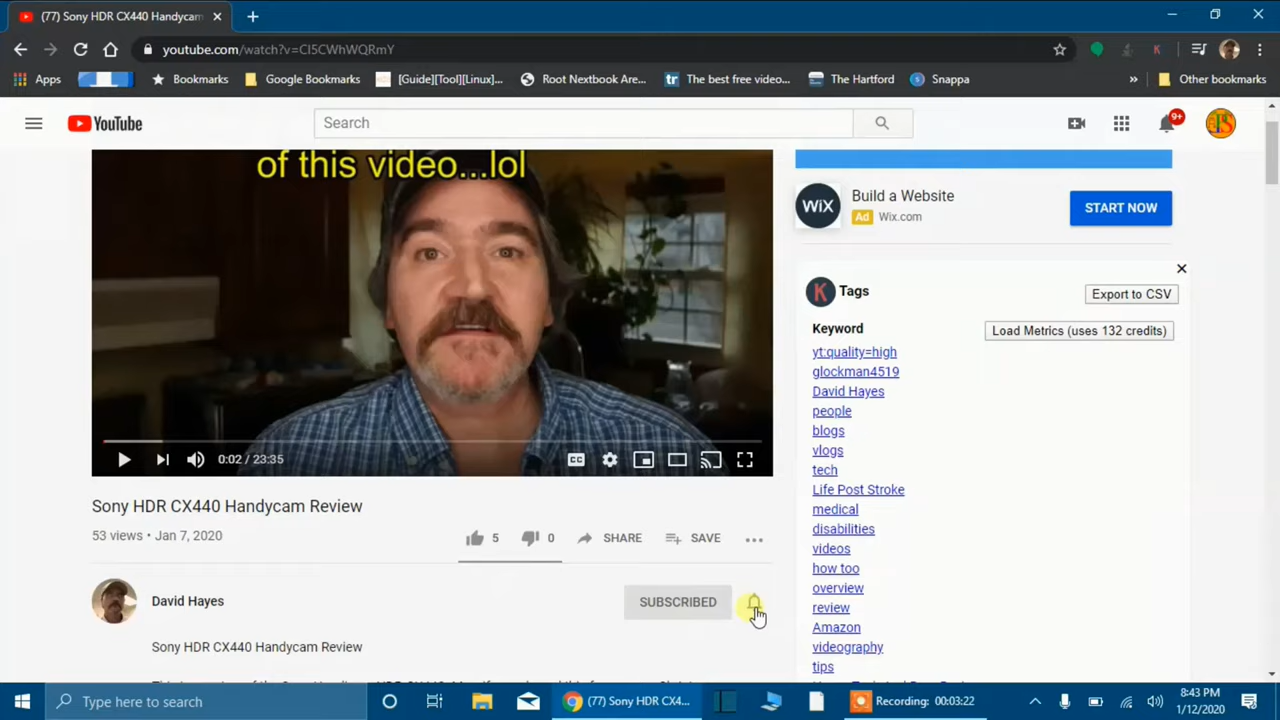 (77) Sony HDR CX440 Handycam
youtube.com/watch?v=CI5CWhWQRmY
Apps
Bookmarks
Google Bookmarks
[Guide][Tool][Linux]...
Root Nextbook Are...
tr The best free video...
The Hartford
Snappa
»
Other bookmarks
YouTube
Search
9+
PS
of this video...lol
0:02 / 23:35
CC
Sony HDR CX440 Handycam Review
53 views • Jan 7, 2020
5
0
SHARE
SAVE
David Hayes
SUBSCRIBED
Sony HDR CX440 Handycam Review
WiX
Build a Website
Ad Wix.com
START NOW
K Tags
Export to CSV
Keyword
Load Metrics (uses 132 credits)
yt:quality=high
glockman4519
David Hayes
people
blogs
vlogs
tech
Life Post Stroke
medical
disabilities
videos
how too
overview
review
Amazon
videography
tips
Type here to search
(77) Sony HDR CX4...
Recording: 00:03:22
8:43 PM
1/12/2020